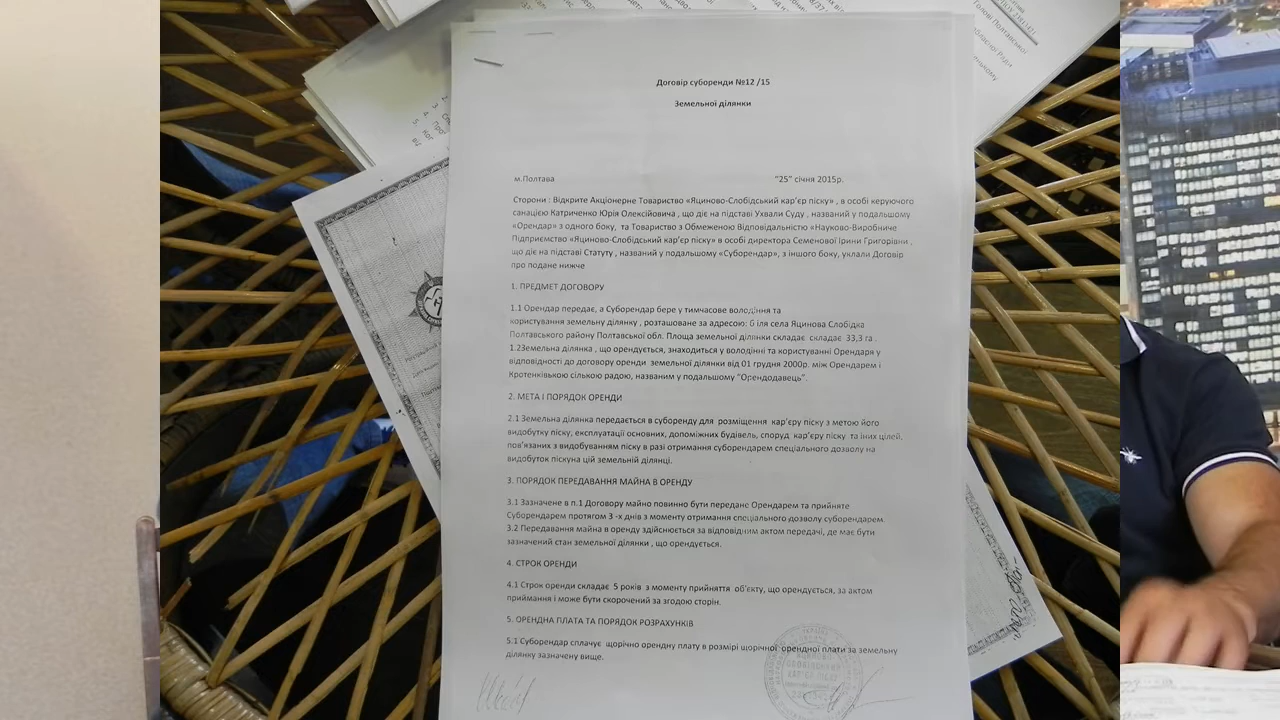 Договір суборенди №12 /15
Земельної ділянки
м.Полтава "25" січня 2015р.
Сторони : Відкрите Акціонерне Товариство «Яциново-Слобідський кар'єр піску» , в особі керуючого
санацією Катриченко Юрія Олексійовича , що діє на підставі Ухвали Суду , названий у подальшому
«Орендар» з одного боку, та Товариство з Обмеженою Відповідальністю «Науково-Виробниче
Підприємство «Яциново-Слобідський кар'єр піску» в особі директора Семенової Ірини Григорівни ,
що діє на підставі Статуту , названий у подальшому «Суборендар», з іншого боку, уклали Договір
про подане нижче
1. ПРЕДМЕТ ДОГОВОРУ
1.1 Орендар передає, а Суборендар бере у тимчасове володіння та
користування земельну ділянку , розташоване за адресою: біля села Яцинова Слобідка
Полтавського району Полтавської обл. Площа земельної ділянки складає складає 33,3 га .
1.2Земельна ділянка , що орендується, знаходиться у володінні та користуванні Орендаря у
відповідності до договору оренди земельної ділянки від 01 грудня 2000р. між Орендарем і
Кротенківькою сількою радою, названим у подальшому "Орендодавець".
2. МЕТА І ПОРЯДОК ОРЕНДИ
2.1 Земельна ділянка передається в суборенду для розміщення кар'єру піску з метою його
видобутку піску, експлуатації основних, допоміжних будівель, споруд кар'єру піску та іних цілей,
пов'язаних з видобуванням піску в разі отримання суборендарем спеціального дозволу на
видобуток піскуна цій земельній ділянці.
3. ПОРЯДОК ПЕРЕДАВАННЯ МАЙНА В ОРЕНДУ
3.1 Зазначене в п.1 Договору майно повинно бути передане Орендарем та прийняте
Суборендарем протягом 3 -х днів з моменту отримання спеціального дозволу суборендарем.
3.2 Передавання майна в оренду здійснюється за відповідним актом передачі, де має бути
зазначений стан земельної ділянки , що орендується.
4. СТРОК ОРЕНДИ
4.1 Строк оренди складає 5 років з моменту прийняття об'єкту, що орендується, за актом
приймання і може бути скорочений за згодою сторін.
5. ОРЕНДНА ПЛАТА ТА ПОРЯДОК РОЗРАХУНКІВ
5.1 Суборендар сплачує щорічно орендну плату в розмірі щорічної орендної плати за земельну
ділянку зазначену вище.